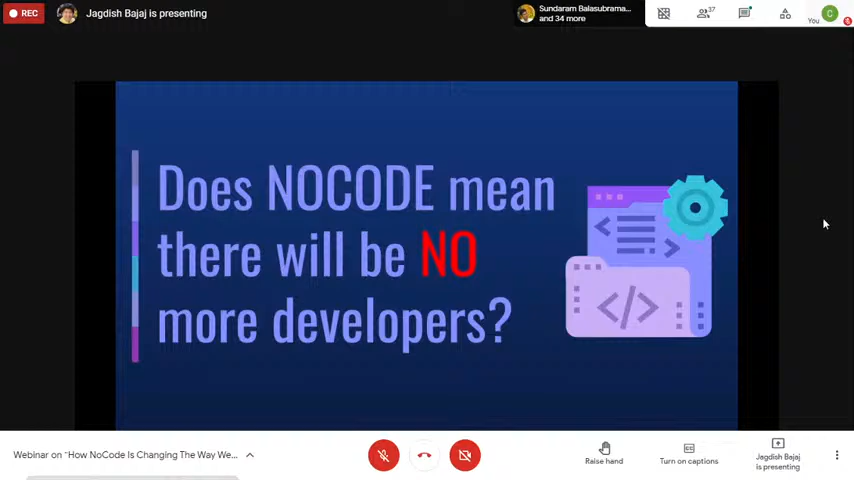 REC
Jagdish Bajaj is presenting
Sundaram Balasubrama...
and 34 more
37
C
You
Does NOCODE mean
there will be NO
more developers?
</>
Webinar on "How NoCode Is Changing The Way We...
Raise hand
CC
Turn on captions
Jagdish Bajaj
is presenting